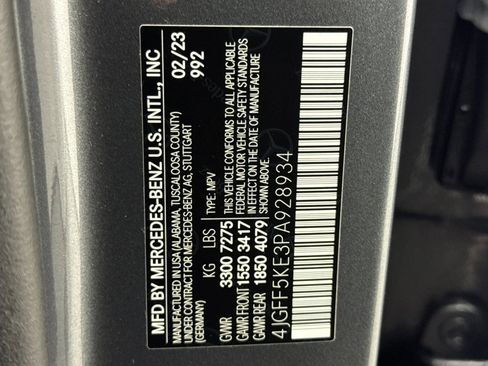 MFD BY MERCEDES-BENZ U.S. INTL., INC
MANUFACTURED IN USA (ALABAMA, TUSCALOOSA COUNTY)
UNDER CONTRACT FOR MERCEDES-BENZ AG, STUTTGART
(GERMANY)
02/23
992
KG LBS
GVWR 3300 7275
GAWR FRONT 1550 3417
GAWR REAR 1850 4079
TYPE: MPV
THIS VEHICLE CONFORMS TO ALL APPLICABLE
FEDERAL MOTOR VEHICLE SAFETY STANDARDS
IN EFFECT ON THE DATE OF MANUFACTURE
SHOWN ABOVE
4JGFF5KE3PA928934